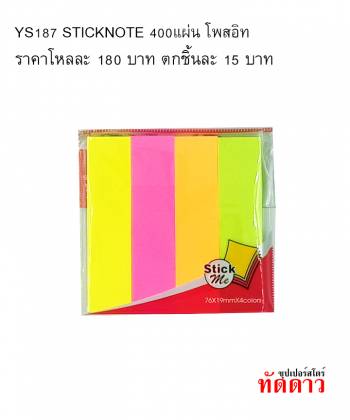 YS187 STICKNOTE 400แผ่น โพสอิท
ราคาโหลละ 180 บาท ตกชิ้นละ 15 บาท
Stick
Me
76X19mmX4colors
ซุปเปอร์สโตร์
ทัดดาว